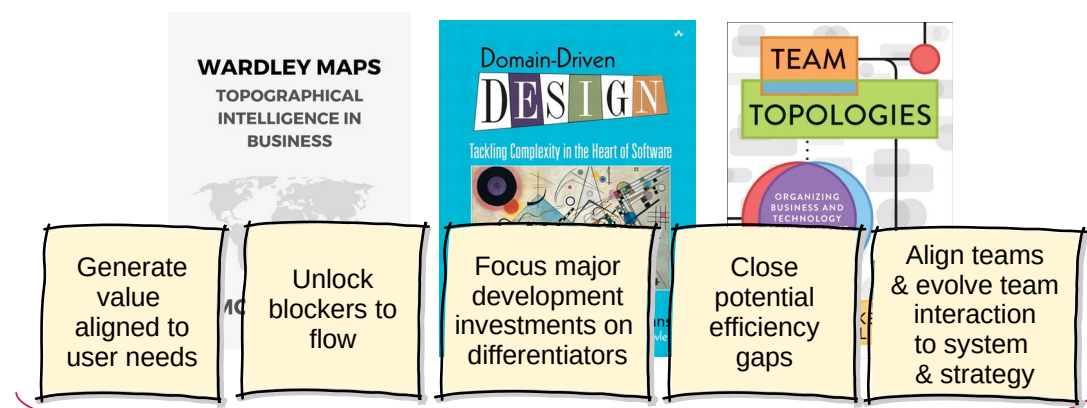 WARDLEY MAPS
TOPOGRAPHICAL
INTELLIGENCE IN
BUSINESS
Domain-Driven
DESIGN
Tackling Complexity in the Heart of Software
TEAM
TOPOLOGIES
ORGANIZING
BUSINESS AND
TECHNOLOGY
Generate
value
aligned to
user needs
Unlock
blockers to
flow
Focus major
development
investments on
differentiators
Close
potential
efficiency
gaps
Align teams
& evolve team
interaction
to system
& strategy